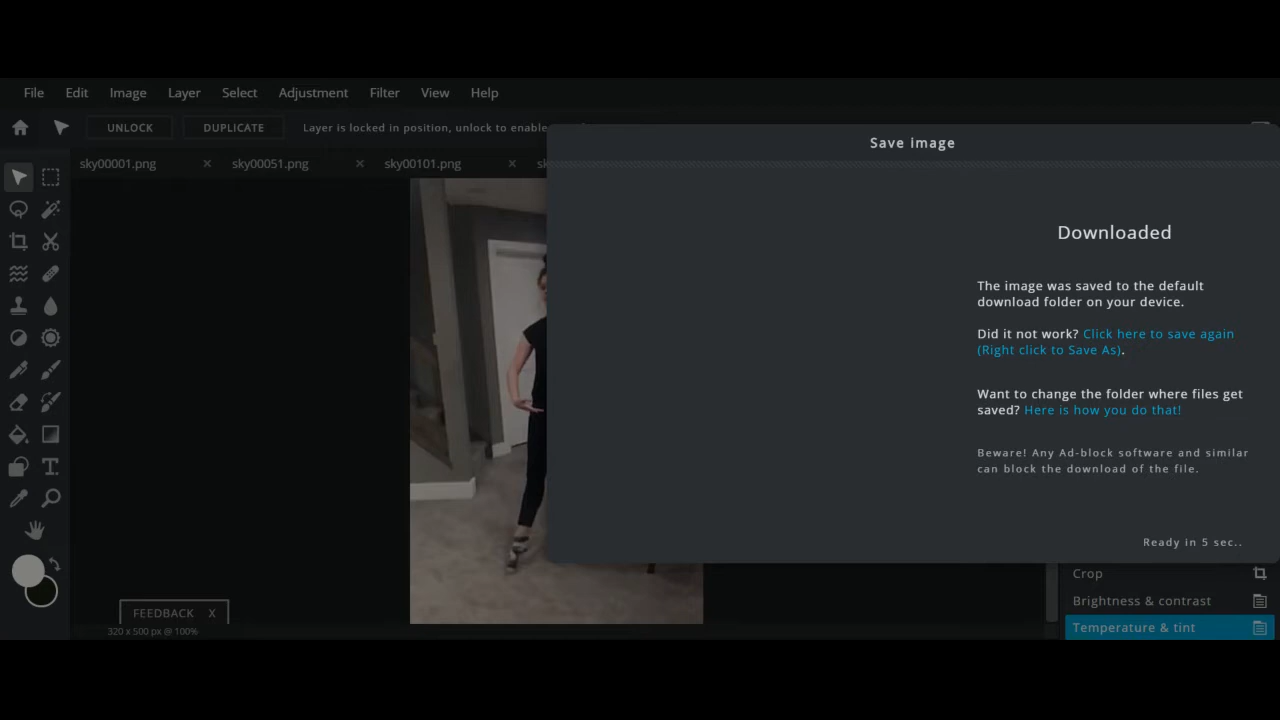 File Edit Image Layer Select Adjustment Filter View Help
UNLOCK DUPLICATE Layer is locked in position, unlock to enable
Save image
sky00001.png × sky00051.png × sky00101.png ×
Downloaded
The image was saved to the default
download folder on your device.
Did it not work? Click here to save again
(Right click to Save As).
Want to change the folder where files get
saved? Here is how you do that!
Beware! Any Ad-block software and similar
can block the download of the file.
Ready in 5 sec..
Crop
Brightness & contrast
Temperature & tint
FEEDBACK X
320 x 500 px @ 100%